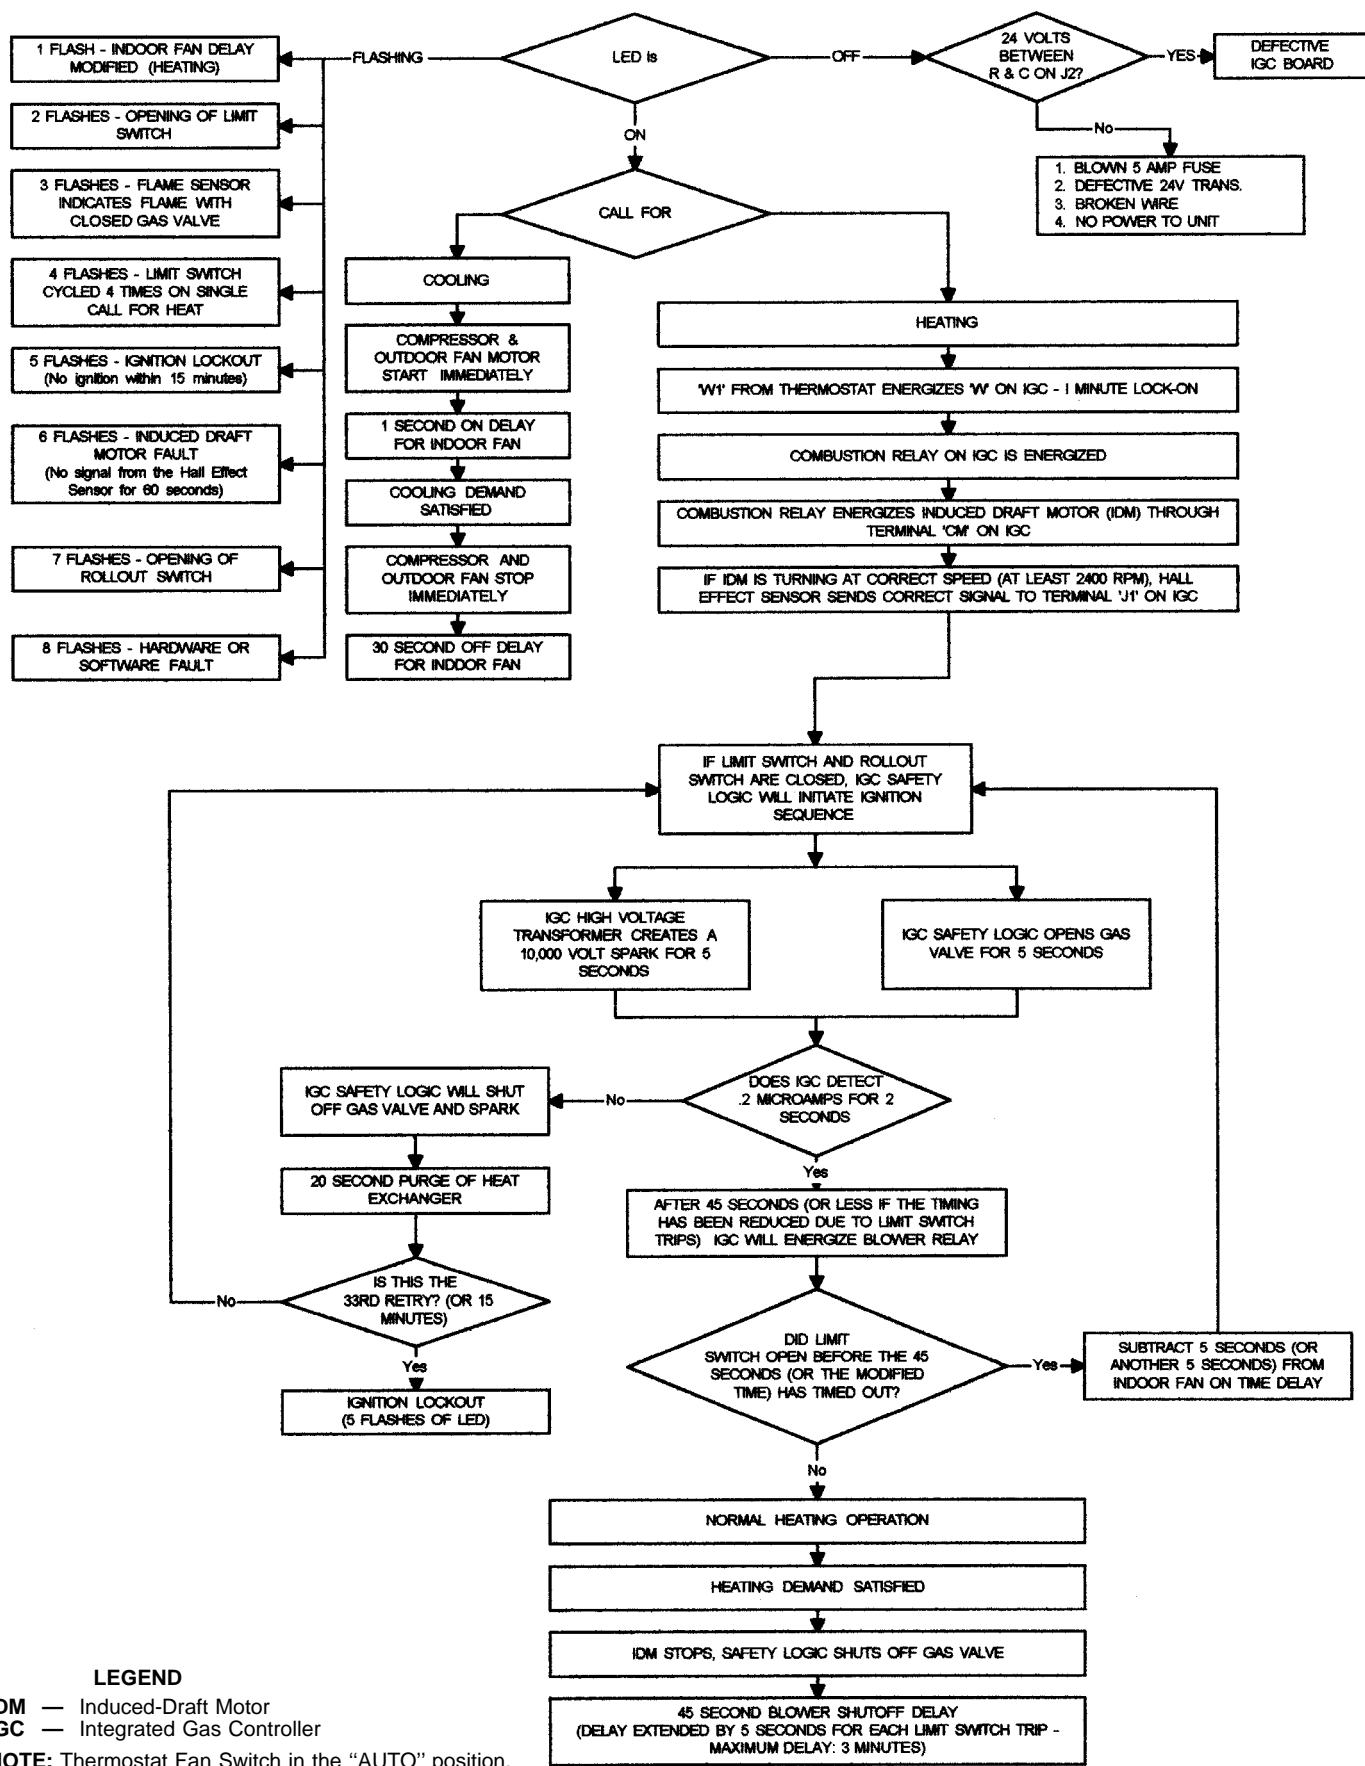 LED is
FLASHING
OFF
ON
24 VOLTS
BETWEEN
R & C ON J2?
YES
DEFECTIVE
IGC BOARD
No
1. BLOWN 5 AMP FUSE
2. DEFECTIVE 24V TRANS.
3. BROKEN WIRE
4. NO POWER TO UNIT
1 FLASH - INDOOR FAN DELAY
MODIFIED (HEATING)
2 FLASHES - OPENING OF LIMIT
SWITCH
3 FLASHES - FLAME SENSOR
INDICATES FLAME WITH
CLOSED GAS VALVE
4 FLASHES - LIMIT SWITCH
CYCLED 4 TIMES ON SINGLE
CALL FOR HEAT
5 FLASHES - IGNITION LOCKOUT
(No ignition within 15 minutes)
6 FLASHES - INDUCED DRAFT
MOTOR FAULT
(No signal from the Hall Effect
Sensor for 60 seconds)
7 FLASHES - OPENING OF
ROLLOUT SWITCH
8 FLASHES - HARDWARE OR
SOFTWARE FAULT
CALL FOR
COOLING
COMPRESSOR &
OUTDOOR FAN MOTOR
START IMMEDIATELY
1 SECOND ON DELAY
FOR INDOOR FAN
COOLING DEMAND
SATISFIED
COMPRESSOR AND
OUTDOOR FAN STOP
IMMEDIATELY
30 SECOND OFF DELAY
FOR INDDOR FAN
HEATING
'W1' FROM THERMOSTAT ENERGIZES 'W' ON IGC - I MINUTE LOCK-ON
COMBUSTION RELAY ON IGC IS ENERGIZED
COMBUSTION RELAY ENERGIZES INDUCED DRAFT MOTOR (IDM) THROUGH
TERMINAL 'CM' ON IGC
IF IDM IS TURNING AT CORRECT SPEED (AT LEAST 2400 RPM), HALL
EFFECT SENSOR SENDS CORRECT SIGNAL TO TERMINAL 'J1' ON IGC
IF LIMIT SWITCH AND ROLLOUT
SWITCH ARE CLOSED, IGC SAFETY
LOGIC WILL INITIATE IGNITION
SEQUENCE
IGC HIGH VOLTAGE
TRANSFORMER CREATES A
10,000 VOLT SPARK FOR 5
SECONDS
IGC SAFETY LOGIC OPENS GAS
VALVE FOR 5 SECONDS
DOES IGC DETECT
.2 MICROAMPS FOR 2
SECONDS
No
IGC SAFETY LOGIC WILL SHUT
OFF GAS VALVE AND SPARK
20 SECOND PURGE OF HEAT
EXCHANGER
IS THIS THE
33RD RETRY? (OR 15
MINUTES)
No
Yes
IGNITION LOCKOUT
(5 FLASHES OF LED)
Yes
AFTER 45 SECONDS (OR LESS IF THE TIMING
HAS BEEN REDUCED DUE TO LIMIT SWITCH
TRIPS) IGC WILL ENERGIZE BLOWER RELAY
DID LIMIT
SWITCH OPEN BEFORE THE 45
SECONDS (OR THE MODIFIED
TIME) HAS TIMED OUT?
Yes
SUBTRACT 5 SECONDS (OR
ANOTHER 5 SECONDS) FROM
INDOOR FAN ON TIME DELAY
No
NORMAL HEATING OPERATION
HEATING DEMAND SATISFIED
IDM STOPS, SAFETY LOGIC SHUTS OFF GAS VALVE
45 SECOND BLOWER SHUTOFF DELAY
(DELAY EXTENDED BY 5 SECONDS FOR EACH LIMIT SWITCH TRIP -
MAXIMUM DELAY: 3 MINUTES)
LEGEND
DM — Induced-Draft Motor
GC — Integrated Gas Controller
NOTE: Thermostat Fan Switch in the “AUTO” position.